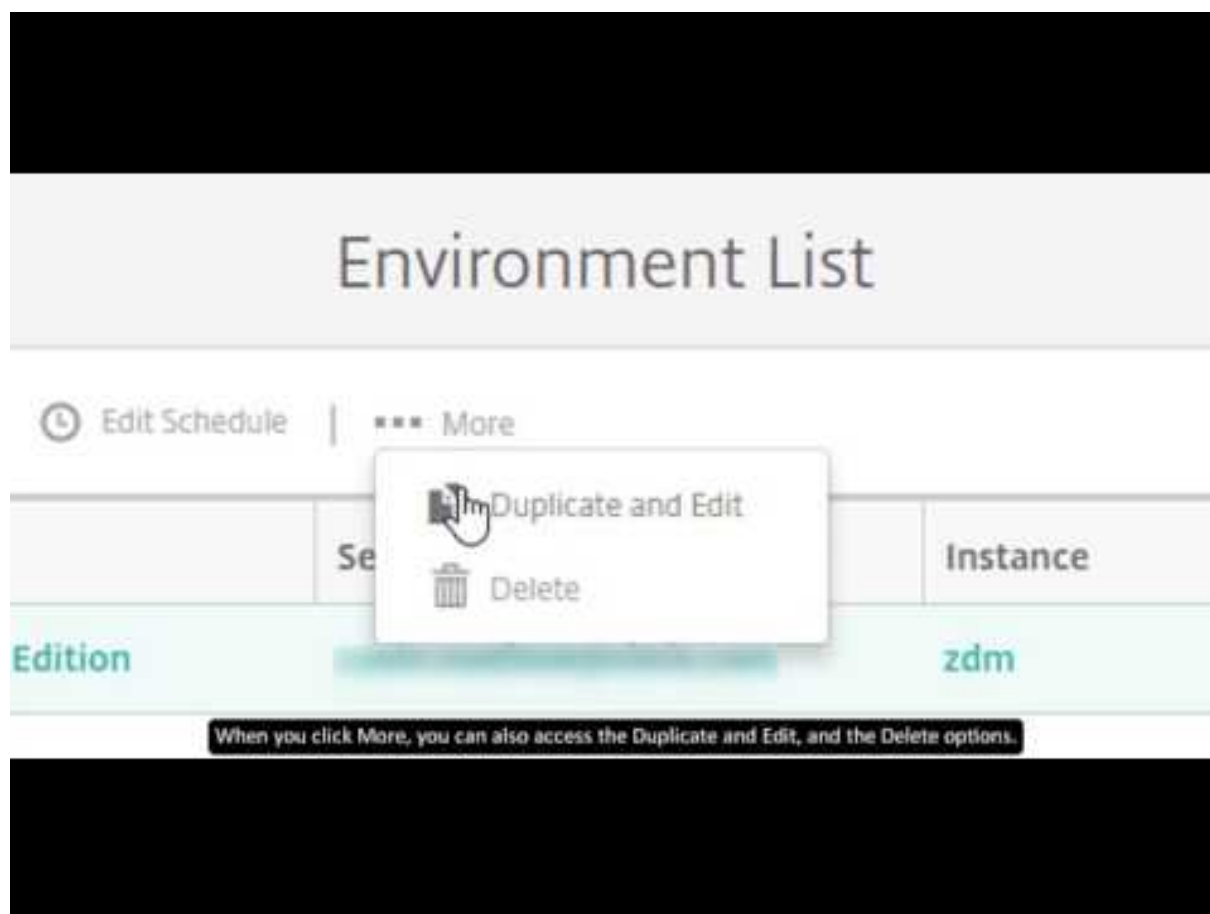 Environment List
Edit Schedule | More
Duplicate and Edit
Se Instance
Delete
Edition zdm
When you click More, you can also access the Duplicate and Edit, and the Delete options.